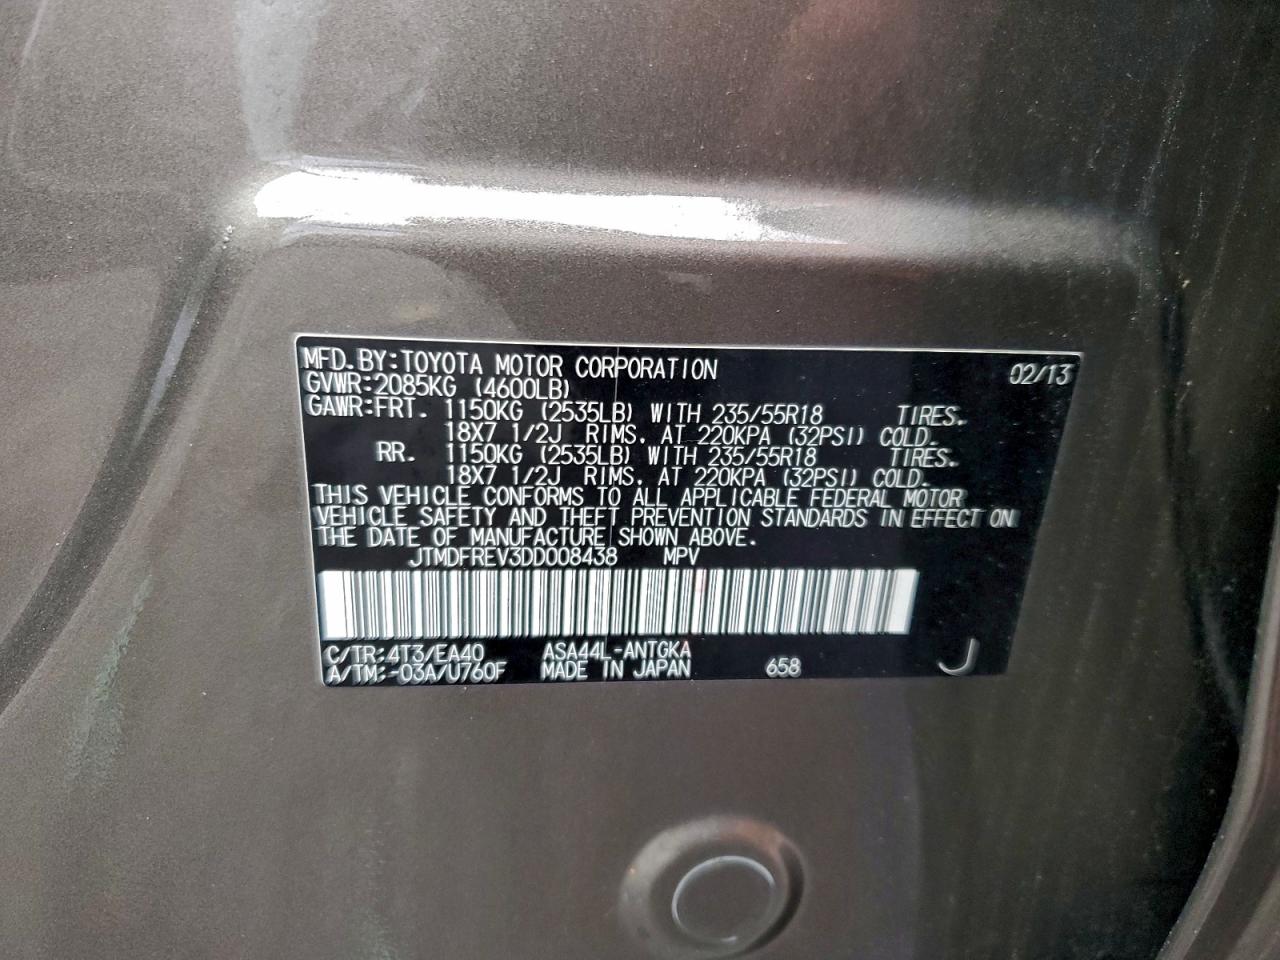 MFD.BY:TOYOTA MOTOR CORPORATION 02/13
GVWR:2085KG (4600LB)
GAWR:FRT. 1150KG (2535LB) WITH 235/55R18 TIRES.
18X7 1/2J RIMS. AT 220KPA (32PSI) COLD.
RR. 1150KG (2535LB) WITH 235/55R18 TIRES.
18X7 1/2J RIMS. AT 220KPA (32PSI) COLD.
THIS VEHICLE CONFORMS TO ALL APPLICABLE FEDERAL MOTOR
VEHICLE SAFETY AND THEFT PREVENTION STANDARDS IN EFFECT ON
THE DATE OF MANUFACTURE SHOWN ABOVE.
JTMDFREV3DD008438 MPV
C/TR:4T3/EA40 ASA44L-ANTGKA
A/TM:-03A/U760F MADE IN JAPAN 658 J